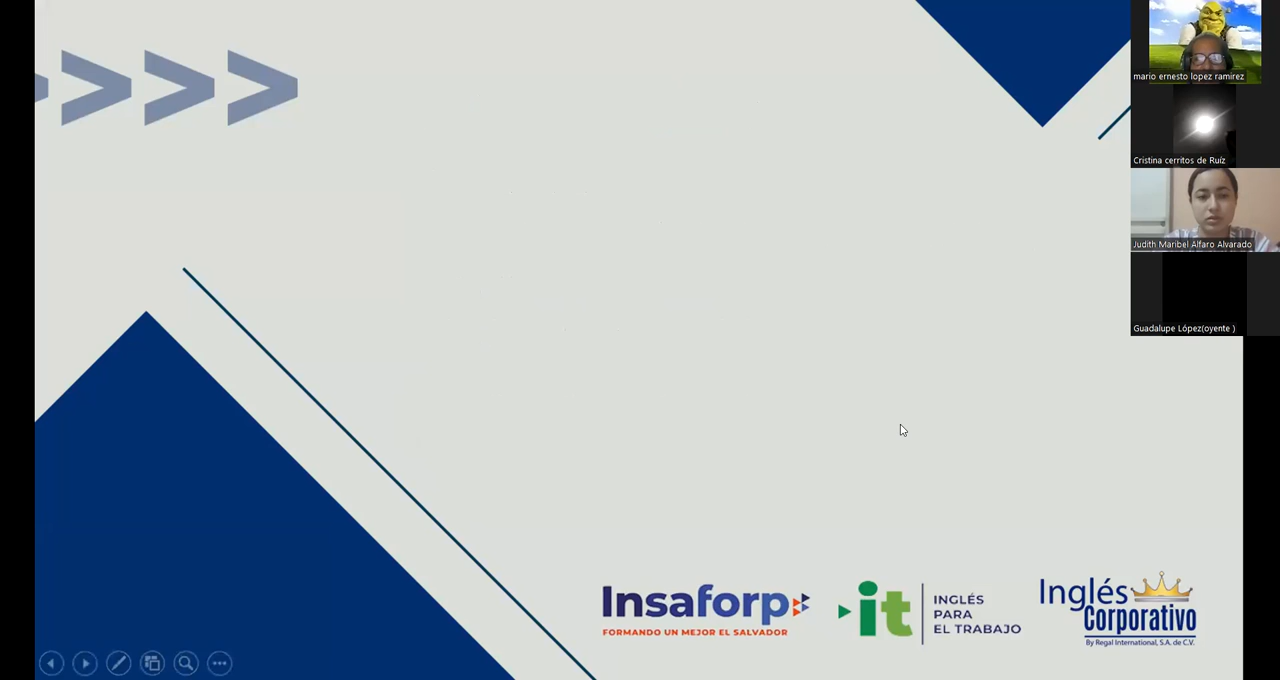 mario ernesto lopez ramirez
Cristina cerritos de Ruíz
Judith Maribel Alfaro Alvarado
Guadalupe López(oyente )
Insaforp
FORMANDO UN MEJOR EL SALVADOR
it
INGLÉS
PARA
EL TRABAJO
Inglés
Corporativo
By Regal International, S.A. de C.V.